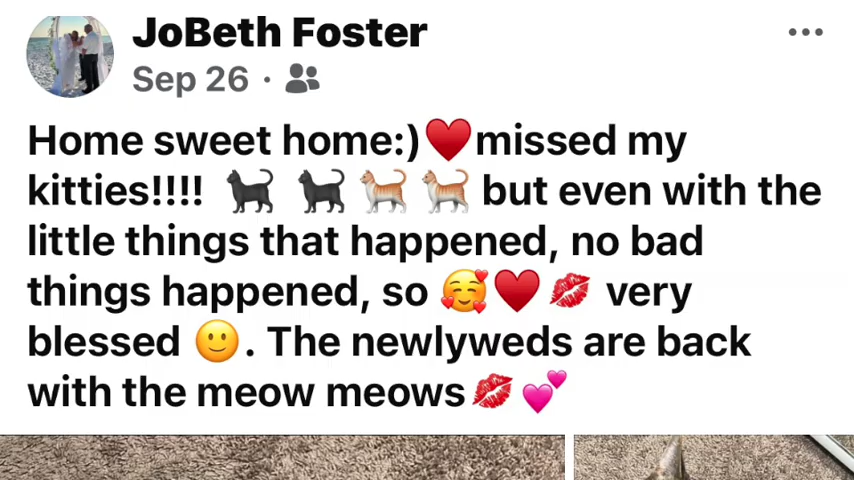 JoBeth Foster
Sep 26 ·
Home sweet home:)♥️missed my
kitties!!!! 🐈‍⬛ 🐈‍⬛ 🐈 🐈 but even with the
little things that happened, no bad
things happened, so 🥰♥️💋 very
blessed 🙂. The newlyweds are back
with the meow meows💋💕